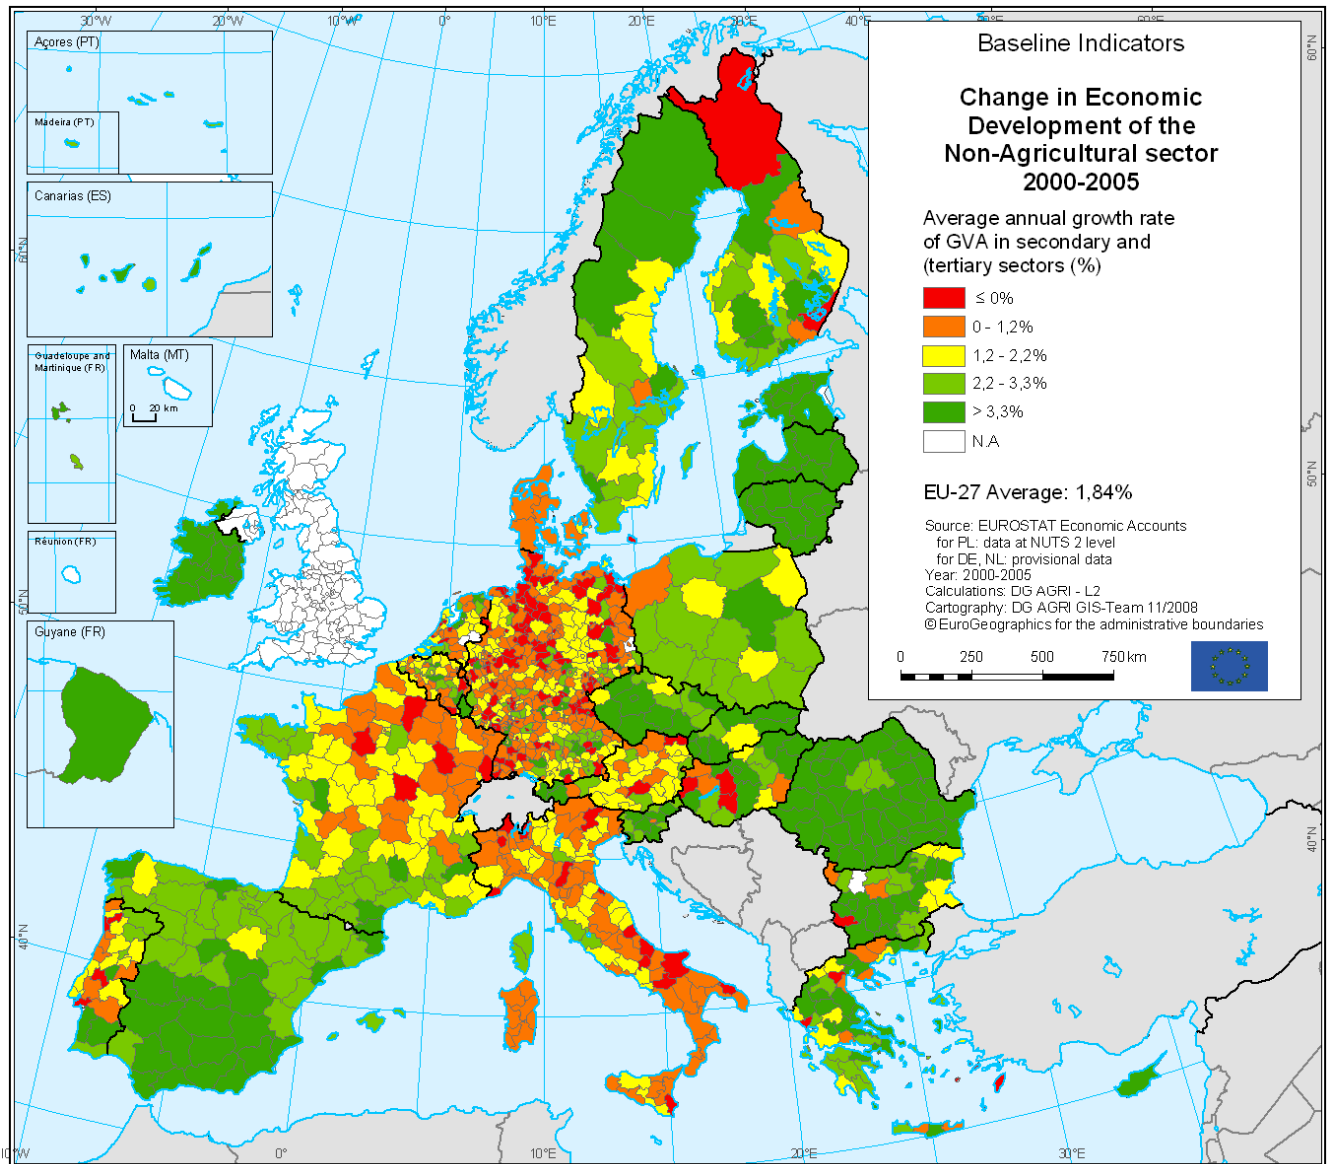 30°W
20°W
10°W
0°
10°E
20°E
30°E
40°E
50°E
60°E
Açores (PT)
Madeira (PT)
Canarias (ES)
Guadeloupe and
Martinique (FR)
Malta (MT)
0 20 km
Réunion (FR)
Guyane (FR)
Baseline Indicators
Change in Economic
Development of the
Non-Agricultural sector
2000-2005
Average annual growth rate
of GVA in secondary and
(tertiary sectors (%)
≤ 0%
0 - 1,2%
1,2 - 2,2%
2,2 - 3,3%
> 3,3%
N.A
EU-27 Average: 1,84%
Source: EUROSTAT Economic Accounts
for PL: data at NUTS 2 level
for DE, NL: provisional data
Year: 2000-2005
Calculations: DG AGRI - L2
Cartography: DG AGRI GIS-Team 11/2008
© EuroGeographics for the administrative boundaries
0 250 500 750 km
60°N
50°N
40°N
60°N
50°N
40°N
10°W
0°
10°E
20°E
30°E